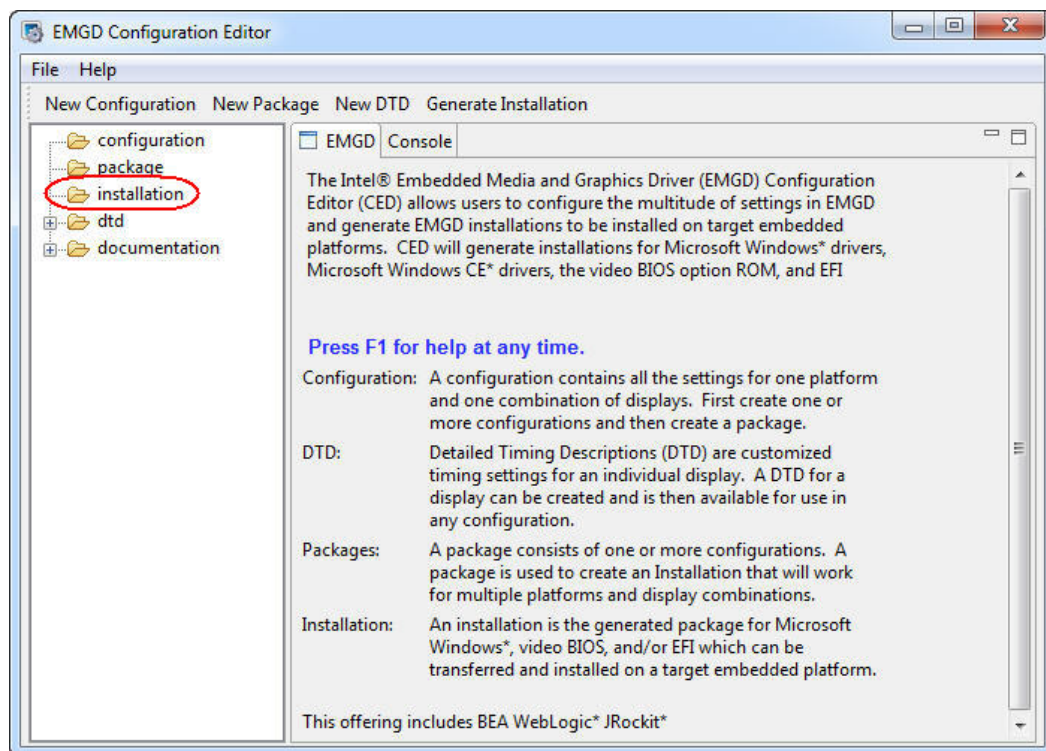 EMGD Configuration Editor
File Help
New Configuration New Package New DTD Generate Installation
configuration
package
installation
dtd
documentation
EMGD Console
The Intel® Embedded Media and Graphics Driver (EMGD) Configuration
Editor (CED) allows users to configure the multitude of settings in EMGD
and generate EMGD installations to be installed on target embedded
platforms. CED will generate installations for Microsoft Windows* drivers,
Microsoft Windows CE* drivers, the video BIOS option ROM, and EFI
Press F1 for help at any time.
Configuration: A configuration contains all the settings for one platform
and one combination of displays. First create one or
more configurations and then create a package.
DTD: Detailed Timing Descriptions (DTD) are customized
timing settings for an individual display. A DTD for a
display can be created and is then available for use in
any configuration.
Packages: A package consists of one or more configurations. A
package is used to create an Installation that will work
for multiple platforms and display combinations.
Installation: An installation is the generated package for Microsoft
Windows*, video BIOS, and/or EFI which can be
transferred and installed on a target embedded platform.
This offering includes BEA WebLogic* JRockit*